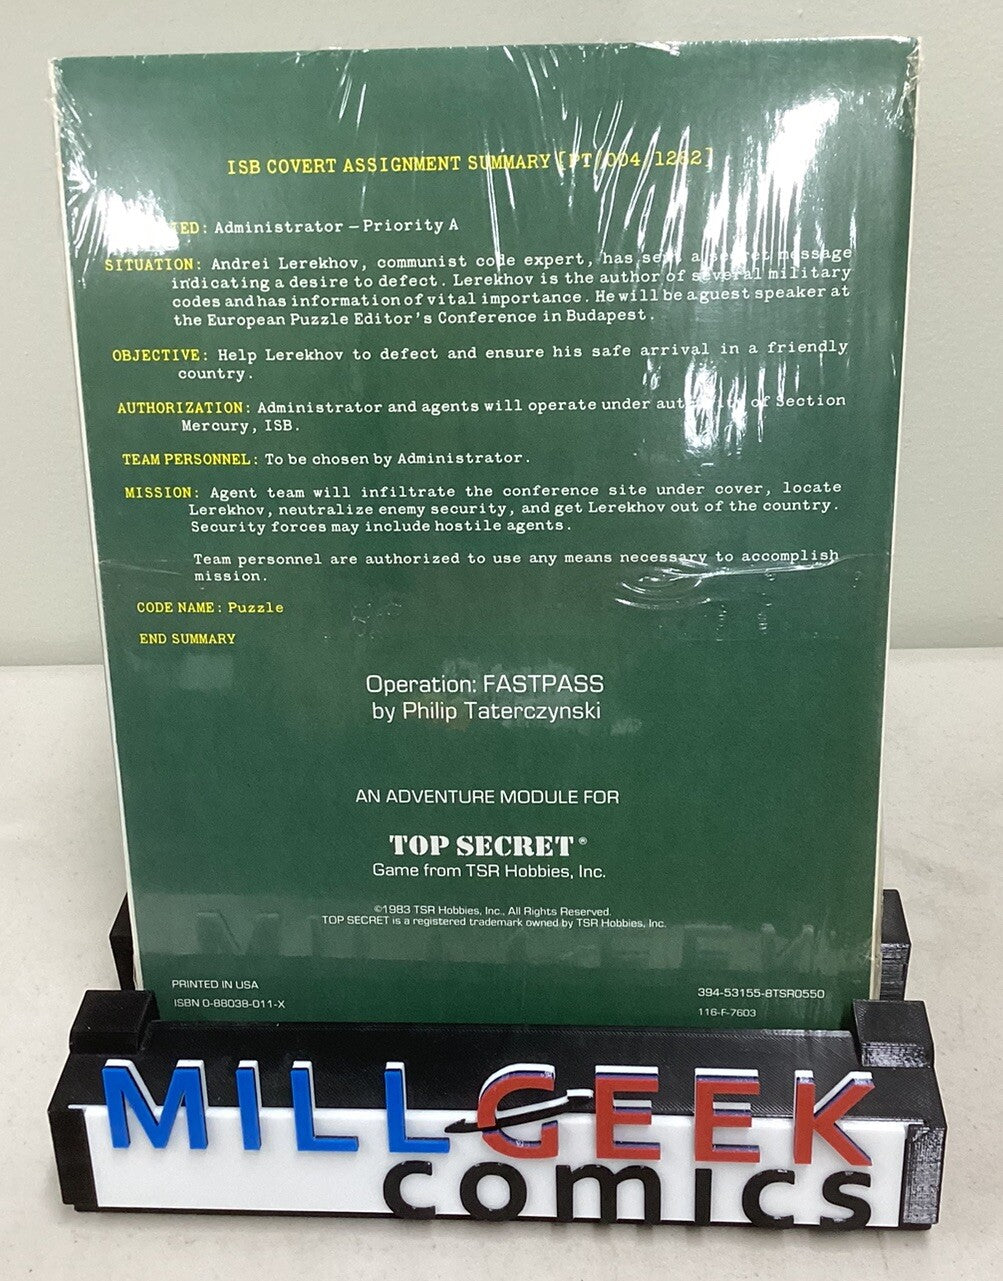 ISB COVERT ASSIGNMENT SUMMARY [PT/004/1282]
Administrator — Priority A
SITUATION: Andrei Lerekhov, communist code expert, has sent a secret message
indicating a desire to defect. Lerekhov is the author of several military
codes and has information of vital importance. He will be a guest speaker at
the European Puzzle Editor's Conference in Budapest.
OBJECTIVE: Help Lerekhov to defect and ensure his safe arrival in a friendly
country.
AUTHORIZATION: Administrator and agents will operate under authority of Section
Mercury, ISB.
TEAM PERSONNEL: To be chosen by Administrator.
MISSION: Agent team will infiltrate the conference site under cover, locate
Lerekhov, neutralize enemy security, and get Lerekhov out of the country.
Security forces may include hostile agents.
Team personnel are authorized to use any means necessary to accomplish
mission.
CODE NAME: Puzzle
END SUMMARY
Operation: FASTPASS
by Philip Taterczynski
AN ADVENTURE MODULE FOR
TOP SECRET®
Game from TSR Hobbies, Inc.
©1983 TSR Hobbies, Inc., All Rights Reserved.
TOP SECRET is a registered trademark owned by TSR Hobbies, Inc.
PRINTED IN USA
ISBN 0-88038-011-X
394-53155-8TSR0550
116-F-7603
MILLGEEK
comics